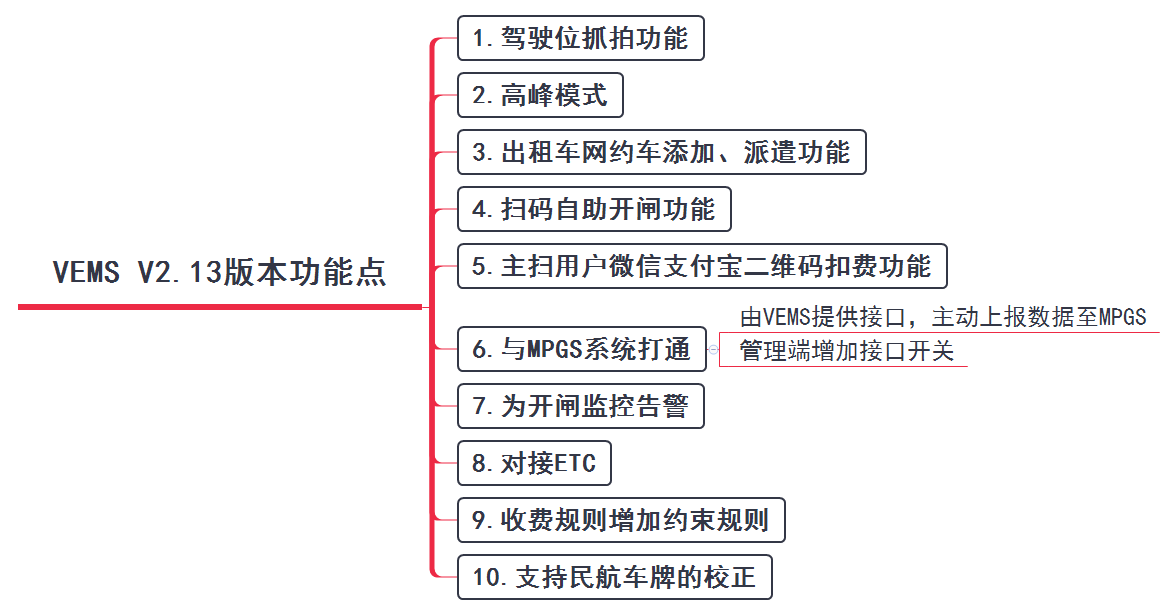 VEMS V2.13版本功能点
1.驾驶位抓拍功能
2.高峰模式
3.出租车网约车添加、派遣功能
4.扫码自助开闸功能
5.主扫用户微信支付宝二维码扣费功能
6.与MPGS系统打通
由VEMS提供接口，主动上报数据至MPGS
管理端增加接口开关
7.为开闸监控告警
8.对接ETC
9.收费规则增加约束规则
10.支持民航车牌的校正